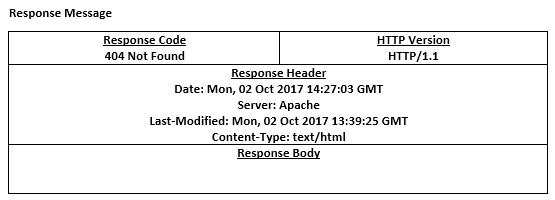 Response Message
Response Code
HTTP Version
404 Not Found
HTTP/1.1
Response Header
Date: Mon, 02 Oct 2017 14:27:03 GMT
Server: Apache
Last-Modified: Mon, 02 Oct 2017 13:39:25 GMT
Content-Type: text/html
Response Body